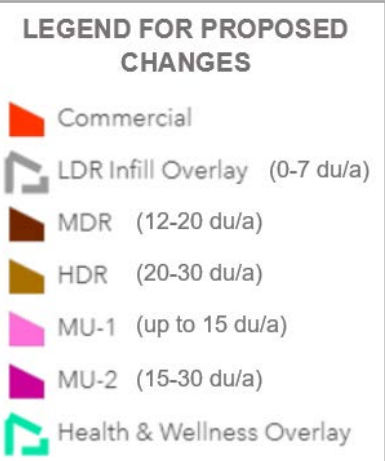 LEGEND FOR PROPOSED
CHANGES
Commercial
LDR Infill Overlay (0-7 du/a)
MDR (12-20 du/a)
HDR (20-30 du/a)
MU-1 (up to 15 du/a)
MU-2 (15-30 du/a)
Health & Wellness Overlay